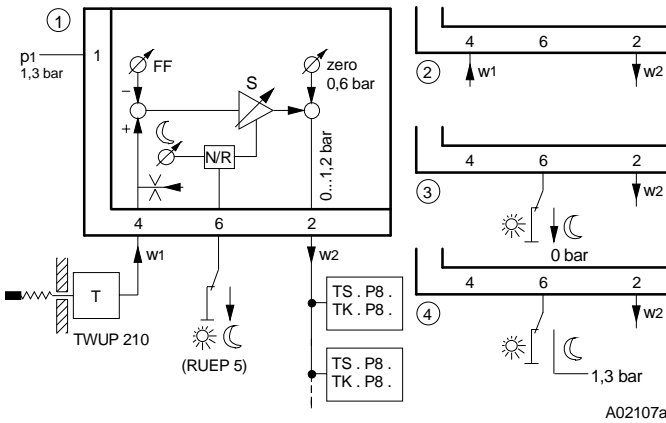 1
p1
1,3 bar
1
FF
zero
0,6 bar
S
–
+
N/R
0...1,2 bar
4
6
2
w1
w2
T
TWUP 210
(RUEP 5)
TS . P8 .
TK . P8 .
TS . P8 .
TK . P8 .
4
6
2
2
w1
w2
4
6
2
3
w2
0 bar
4
6
2
4
w2
1,3 bar
A02107a